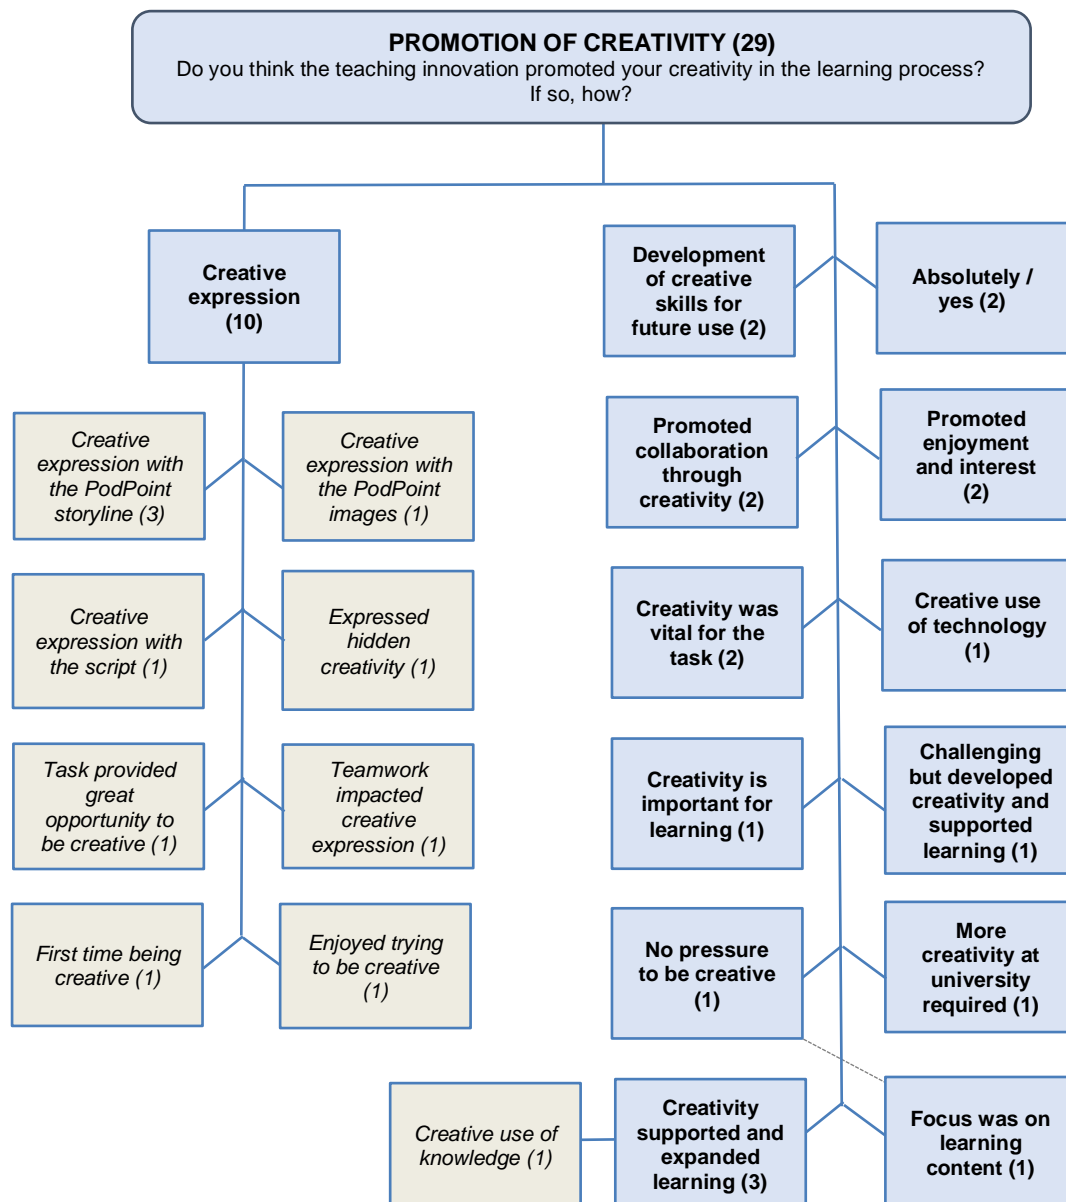 PROMOTION OF CREATIVITY (29)
Do you think the teaching innovation promoted your creativity in the learning process?
If so, how?
Creative
expression
(10)
Creative
expression with
the PodPoint
storyline (3)
Creative
expression with
the PodPoint
images (1)
Creative
expression with
the script (1)
Expressed
hidden
creativity (1)
Task provided
great
opportunity to
be creative (1)
Teamwork
impacted
creative
expression (1)
First time being
creative (1)
Enjoyed trying
to be creative
(1)
Development
of creative
skills for
future use (2)
Absolutely /
yes (2)
Promoted
collaboration
through
creativity (2)
Promoted
enjoyment
and interest
(2)
Creativity was
vital for the
task (2)
Creative use
of technology
(1)
Creativity is
important for
learning (1)
Challenging
but developed
creativity and
supported
learning (1)
No pressure
to be creative
(1)
More
creativity at
university
required (1)
Creative use of
knowledge (1)
Creativity
supported and
expanded
learning (3)
Focus was on
learning
content (1)